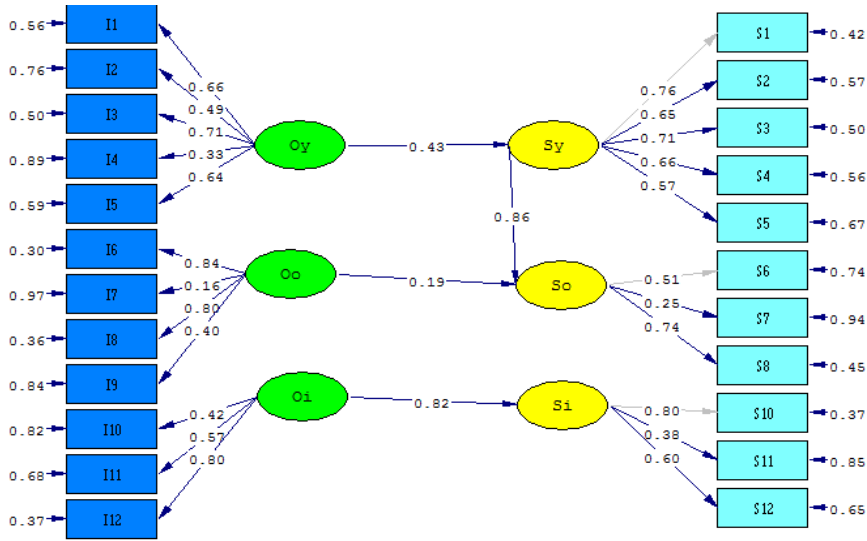 0.56 I1
0.76 I2
0.50 I3
0.89 I4
0.59 I5
0.30 I6
0.97 I7
0.36 I8
0.84 I9
0.82 I10
0.68 I11
0.37 I12
0.66
0.49
0.71
0.33
0.64
0.84
0.16
0.80
0.40
0.42
0.57
0.80
Oy 0.43 Sy
0.86
Oo 0.19 So
Oi 0.82 Si
0.76
0.65
0.71
0.66
0.57
0.51
0.25
0.74
0.80
0.38
0.60
S1 0.42
S2 0.57
S3 0.50
S4 0.56
S5 0.67
S6 0.74
S7 0.94
S8 0.45
S10 0.37
S11 0.85
S12 0.65